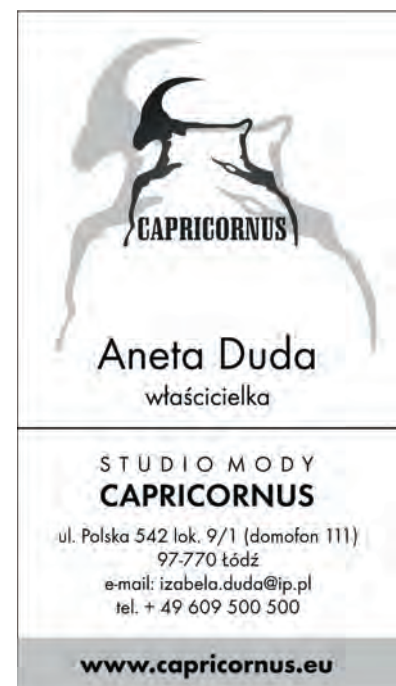 CAPRICORNUS
Aneta Duda
właścicielka
STUDIO MODY
CAPRICORNUS
ul. Polska 542 lok. 9/1 (domofon 111)
97-770 Łódź
e-mail: izabela.duda@ip.pl
tel. + 49 609 500 500
www.capricornus.eu